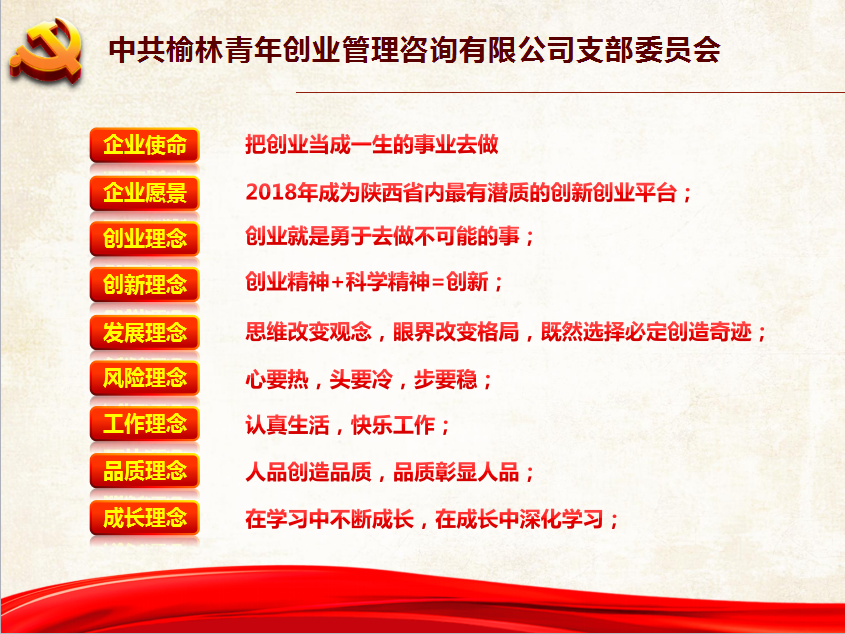 中共榆林青年创业管理咨询有限公司支部委员会
企业使命 把创业当成一生的事业去做
企业愿景 2018年成为陕西省内最有潜质的创新创业平台；
创业理念 创业就是勇于去做不可能的事；
创新理念 创业精神+科学精神=创新；
发展理念 思维改变观念，眼界改变格局，既然选择必定创造奇迹；
风险理念 心要热，头要冷，步要稳；
工作理念 认真生活，快乐工作；
品质理念 人品创造品质，品质彰显人品；
成长理念 在学习中不断成长，在成长中深化学习；